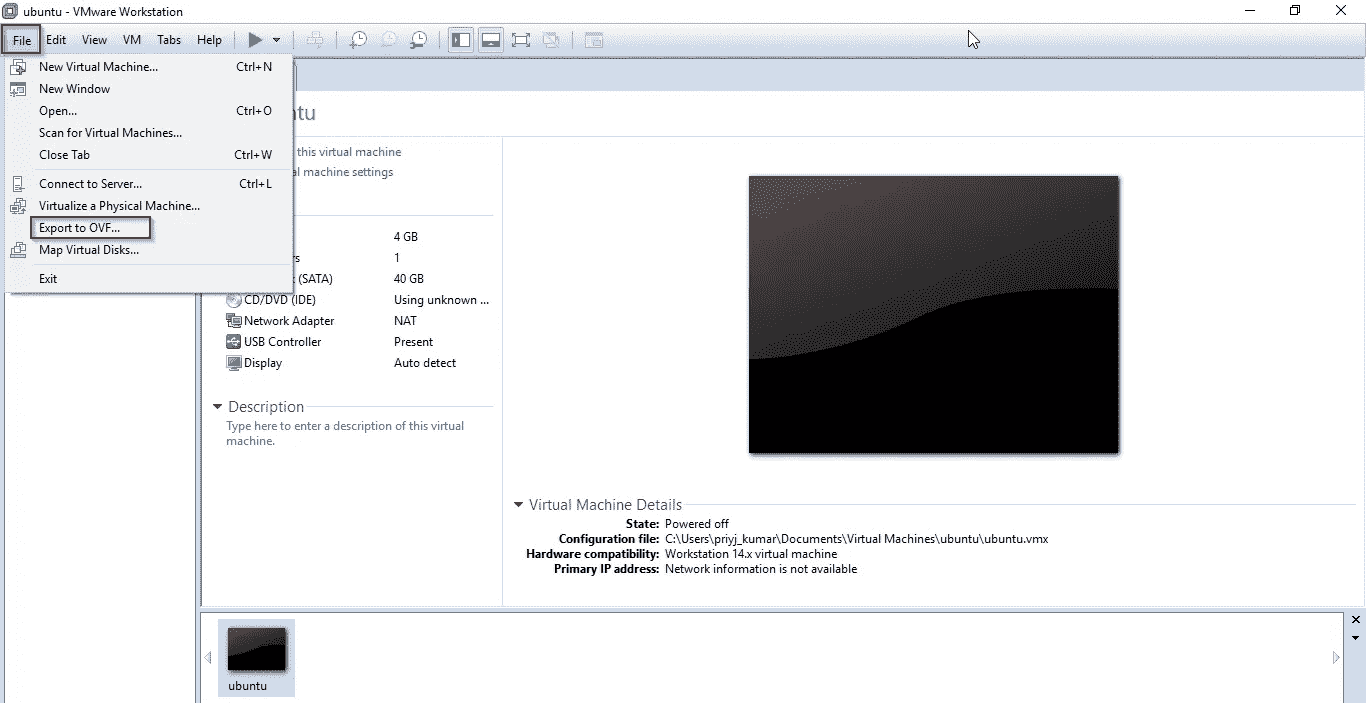 ubuntu - VMware Workstation
File Edit View VM Tabs Help
New Virtual Machine... Ctrl+N
New Window
Open... Ctrl+O
Scan for Virtual Machines...
Close Tab Ctrl+W
Connect to Server... Ctrl+L
Virtualize a Physical Machine...
Export to OVF...
Map Virtual Disks...
Exit
tu
this virtual machine
machine settings
4 GB
1
(SATA) 40 GB
CD/DVD (IDE) Using unknown ...
Network Adapter NAT
USB Controller Present
Display Auto detect
Description
Type here to enter a description of this virtual
machine.
Virtual Machine Details
State: Powered off
Configuration file: C:\Users\priyj_kumar\Documents\Virtual Machines\ubuntu\ubuntu.vmx
Hardware compatibility: Workstation 14.x virtual machine
Primary IP address: Network information is not available
ubuntu